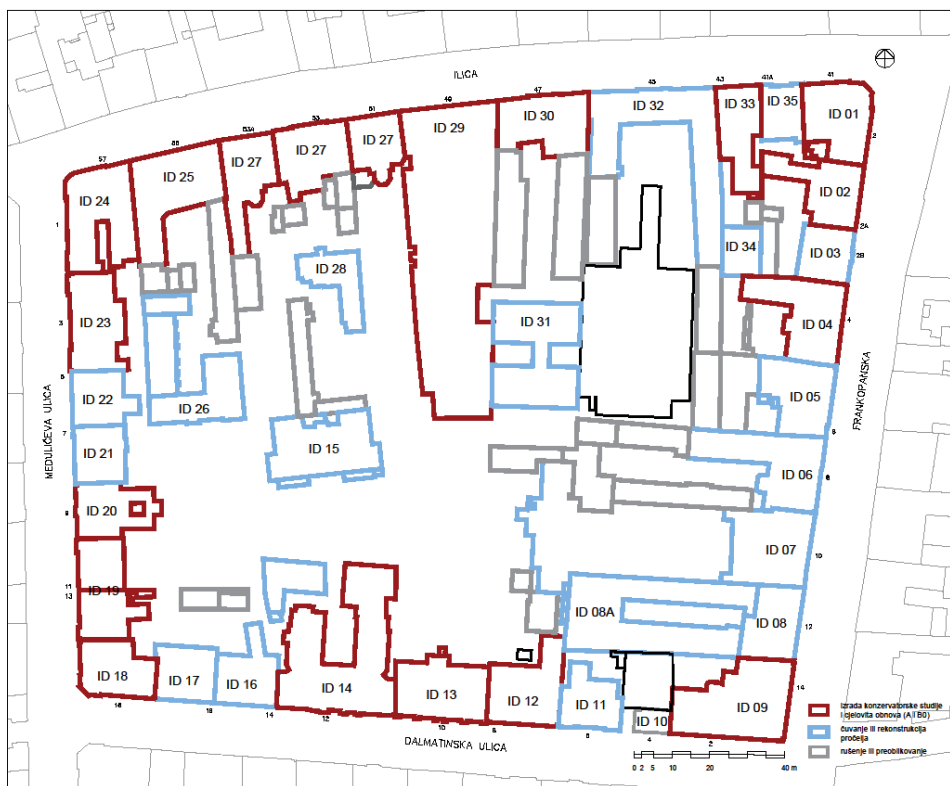 ILICA
57
55
53A
53
51
49
47
45
43
41A
41
ID 24
ID 25
ID 27
ID 27
ID 27
ID 29
ID 30
ID 32
ID 33
ID 35
ID 01
2
1
ID 02
2A
ID 28
ID 34
ID 03
2B
3
ID 23
ID 31
ID 04
4
5
ID 22
ID 26
ID 05
FRANKOPANSKA
MEDULIĆEVA ULICA
7
ID 21
ID 15
6
ID 06
8
ID 20
ID 07
10
11
13
ID 19
ID 08A
ID 08
12
ID 18
ID 17
ID 16
ID 14
ID 13
ID 12
ID 11
ID 10
ID 09
14
16
15
14
12
10
DALMATINSKA ULICA
4
2
Izrada konzervatorske studije
i cjelovita obnova (A i B0)
čuvanje ili rekonstrukcija
pročelja
rušenje ili preoblikovanje
0 2 5 10 20 40 m